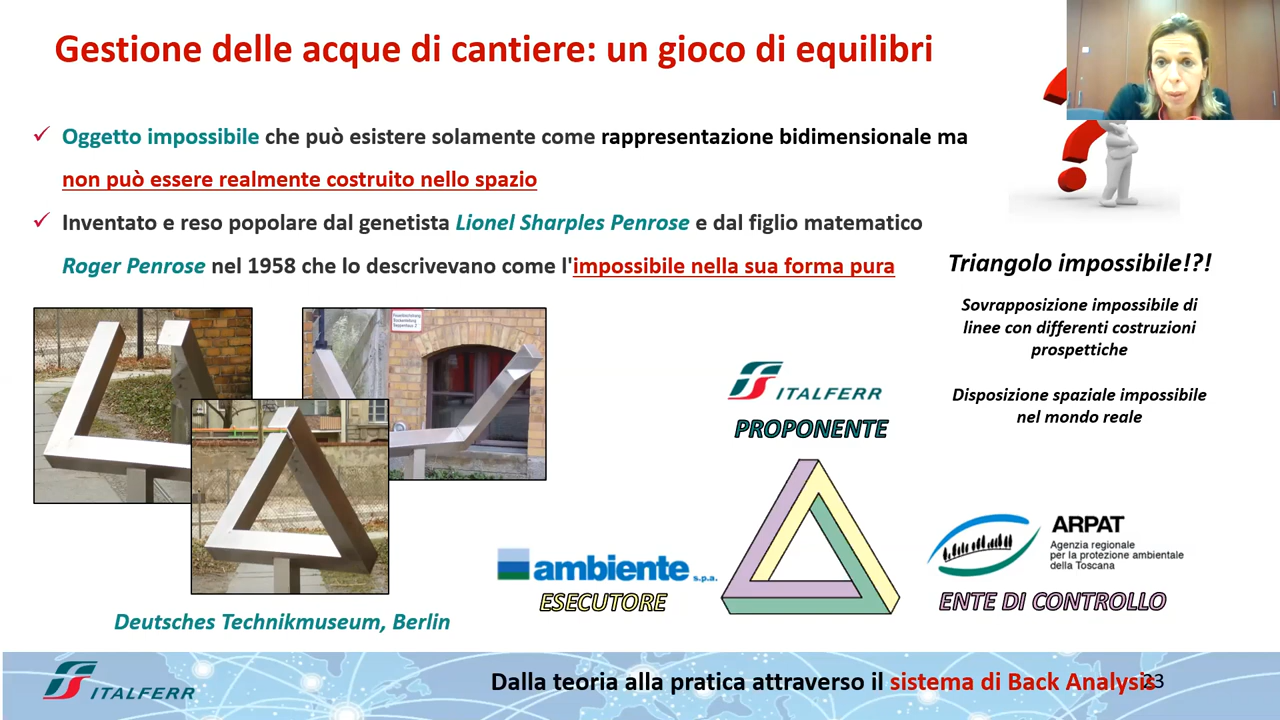 Gestione delle acque di cantiere: un gioco di equilibri
✓ Oggetto impossibile che può esistere solamente come rappresentazione bidimensionale ma
non può essere realmente costruito nello spazio
✓ Inventato e reso popolare dal genetista Lionel Sharples Penrose e dal figlio matematico
Roger Penrose nel 1958 che lo descrivevano come l'impossibile nella sua forma pura
Triangolo impossibile!?!
Sovrapposizione impossibile di
linee con differenti costruzioni
prospettiche
Disposizione spaziale impossibile
nel mondo reale
ITALFERR
PROPONENTE
ambiente s.p.a.
ESECUTORE
ARPAT
Agenzia regionale
per la protezione ambientale
della Toscana
ENTE DI CONTROLLO
Deutsches Technikmuseum, Berlin
ITALFERR
Dalla teoria alla pratica attraverso il sistema di Back Analysis
23